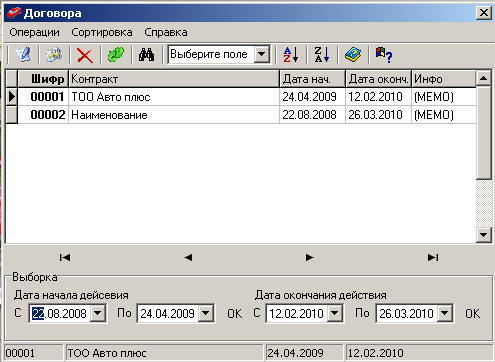 Договора
Операции Сортировка Справка
Выберите поле A Z Z A ?
Шифр Контракт Дата нач. Дата оконч. Инфо
00001 ТОО Авто плюс 24.04.2009 12.02.2010 (MEMO)
00002 Наименование 22.08.2008 26.03.2010 (MEMO)
Выборка
Дата начала дейсевия Дата окончания действия
С 22.08.2008 По 24.04.2009 OK С 12.02.2010 По 26.03.2010 OK
00001 ТОО Авто плюс 24.04.2009 12.02.2010